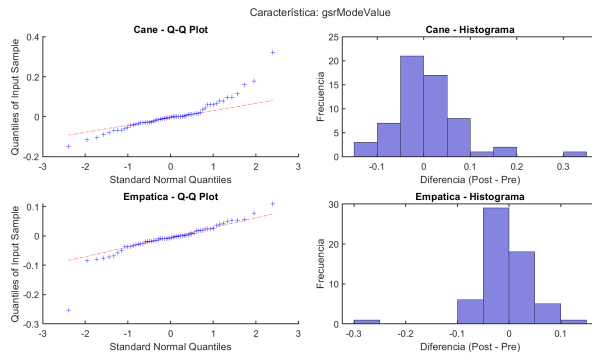 Característica: gsrModeValue
Cane - Q-Q Plot
Quantiles of Input Sample
0.4
0.2
0
-0.2
-3 -2 -1 0 1 2 3
Standard Normal Quantiles
Cane - Histograma
Frecuencia
25
20
15
10
5
0
-0.1 0 0.1 0.2 0.3
Diferencia (Post - Pre)
Empatica - Q-Q Plot
Quantiles of Input Sample
0.1
0
-0.1
-0.2
-0.3
-3 -2 -1 0 1 2 3
Standard Normal Quantiles
Empatica - Histograma
Frecuencia
30
20
10
0
-0.3 -0.2 -0.1 0 0.1
Diferencia (Post - Pre)